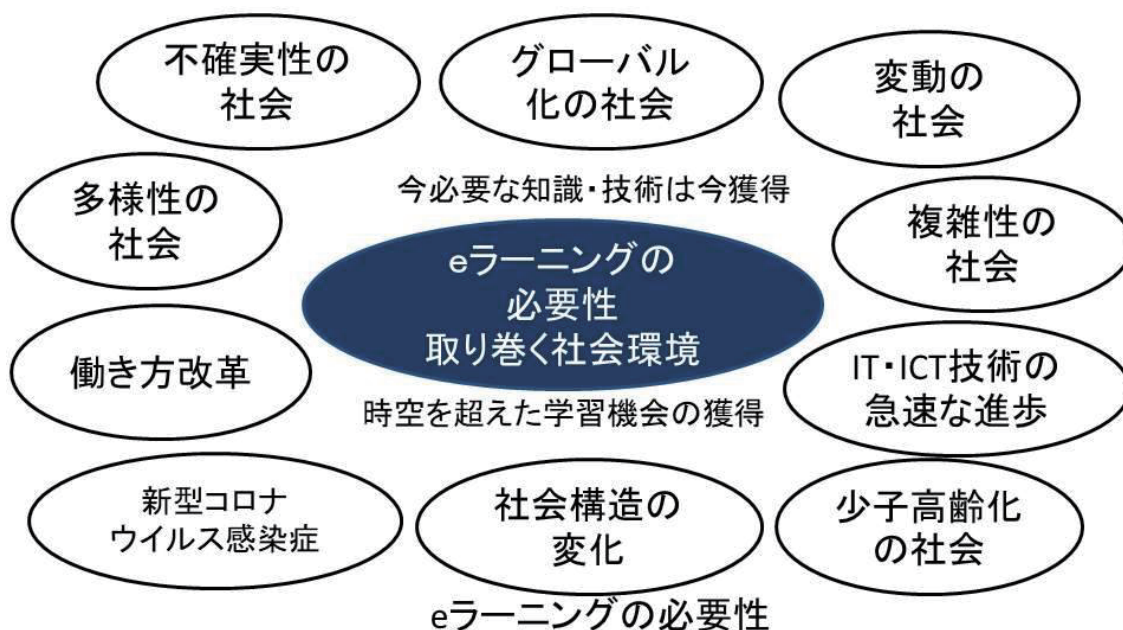 不確実性の
社会
グローバル
化の社会
変動の
社会
多様性の
社会
今必要な知識・技術は今獲得
複雑性の
社会
eラーニングの
必要性
取り巻く社会環境
働き方改革
IT・ICT技術の
急速な進歩
時空を超えた学習機会の獲得
新型コロナ
ウイルス感染症
社会構造の
変化
少子高齢化
の社会
eラーニングの必要性